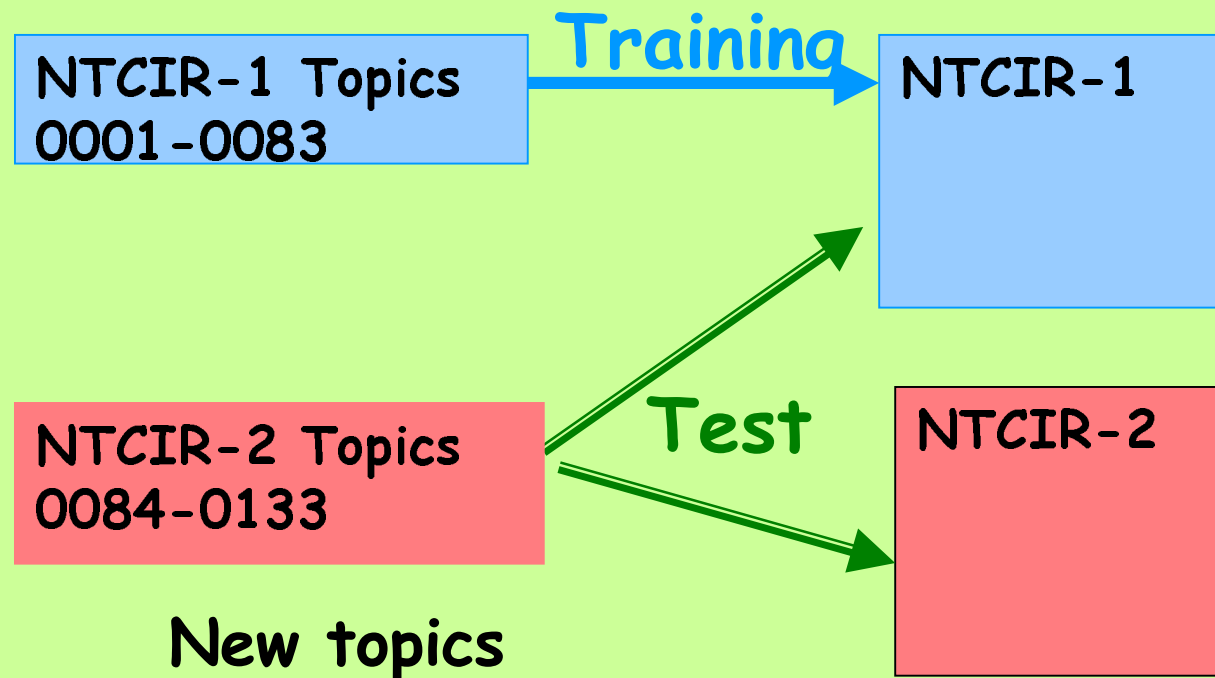 Training
NTCIR-1 Topics
0001-0083
NTCIR-1
Test
NTCIR-2 Topics
0084-0133
NTCIR-2
New topics